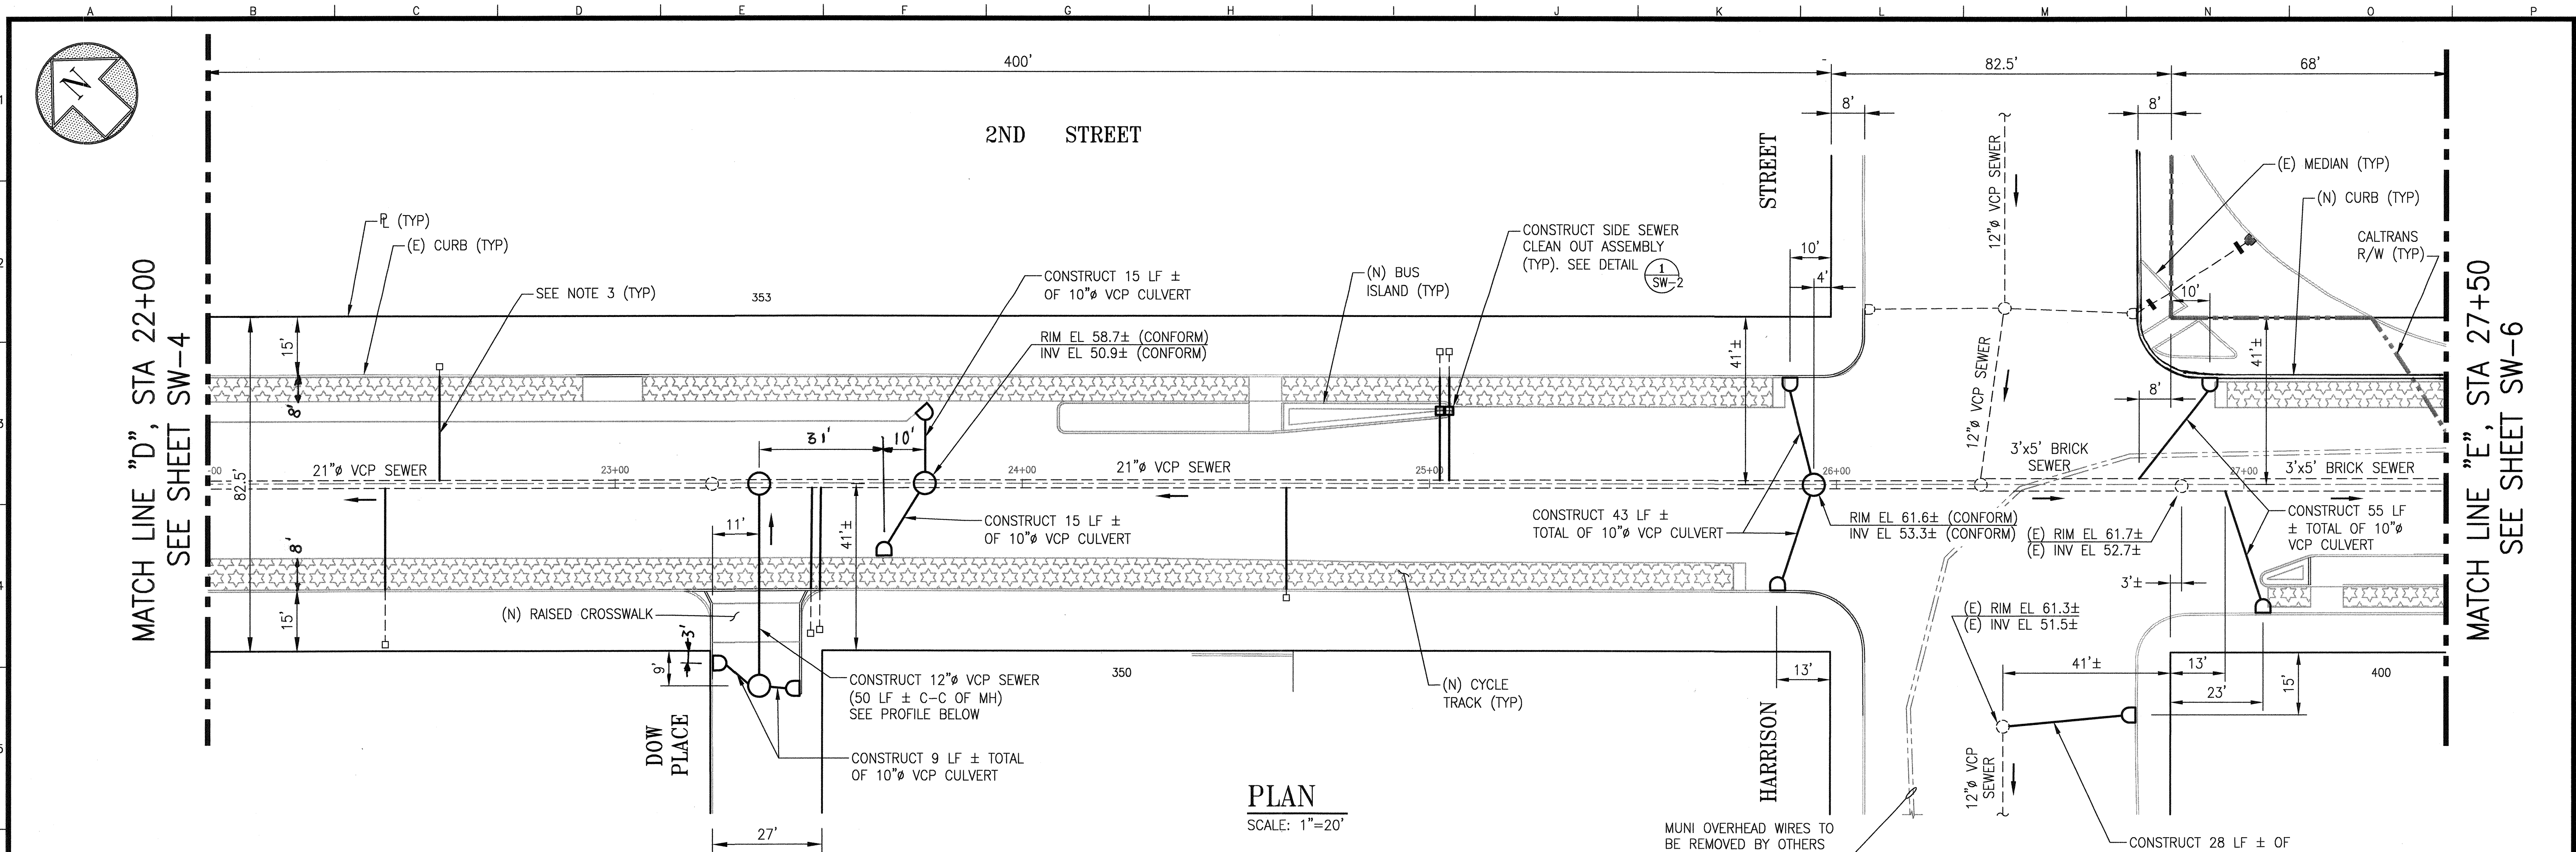 A B C D E F G H J K L M N O P
1
2
3
4
5
N
400'
82.5'
68'
8'
8'
2ND STREET
STREET
12"ø VCP SEWER
(E) MEDIAN (TYP)
(N) CURB (TYP)
CALTRANS
R/W (TYP)
PL (TYP)
(E) CURB (TYP)
SEE NOTE 3 (TYP)
353
CONSTRUCT 15 LF ±
OF 10"ø VCP CULVERT
RIM EL 58.7± (CONFORM)
INV EL 50.9± (CONFORM)
(N) BUS
ISLAND (TYP)
CONSTRUCT SIDE SEWER
CLEAN OUT ASSEMBLY
(TYP). SEE DETAIL
1
SW-2
10'
4'
10'
MATCH LINE "D", STA 22+00
SEE SHEET SW-4
15'
8'
82.5'
41'±
12"ø VCP SEWER
41'±
8'
MATCH LINE "E", STA 27+50
SEE SHEET SW-6
31'
10'
-00
21"ø VCP SEWER
23+00
24+00
21"ø VCP SEWER
25+00
26+00
3'x5' BRICK
SEWER
27+00
3'x5' BRICK SEWER
11'
41'±
CONSTRUCT 15 LF ±
OF 10"ø VCP CULVERT
CONSTRUCT 43 LF ±
TOTAL OF 10"ø VCP CULVERT
RIM EL 61.6± (CONFORM)
INV EL 53.3± (CONFORM)
(E) RIM EL 61.7±
(E) INV EL 52.7±
CONSTRUCT 55 LF
± TOTAL OF 10"ø
VCP CULVERT
8'
15'
(N) RAISED CROSSWALK
3'
9'
3'±
(E) RIM EL 61.3±
(E) INV EL 51.5±
CONSTRUCT 12"ø VCP SEWER
(50 LF ± C-C OF MH)
SEE PROFILE BELOW
350
(N) CYCLE
TRACK (TYP)
13'
41'±
13'
23'
15'
400
DOW
PLACE
CONSTRUCT 9 LF ± TOTAL
OF 10"ø VCP CULVERT
HARRISON
12"ø VCP
SEWER
PLAN
SCALE: 1"=20'
27'
MUNI OVERHEAD WIRES TO
BE REMOVED BY OTHERS
CONSTRUCT 28 LF ± OF